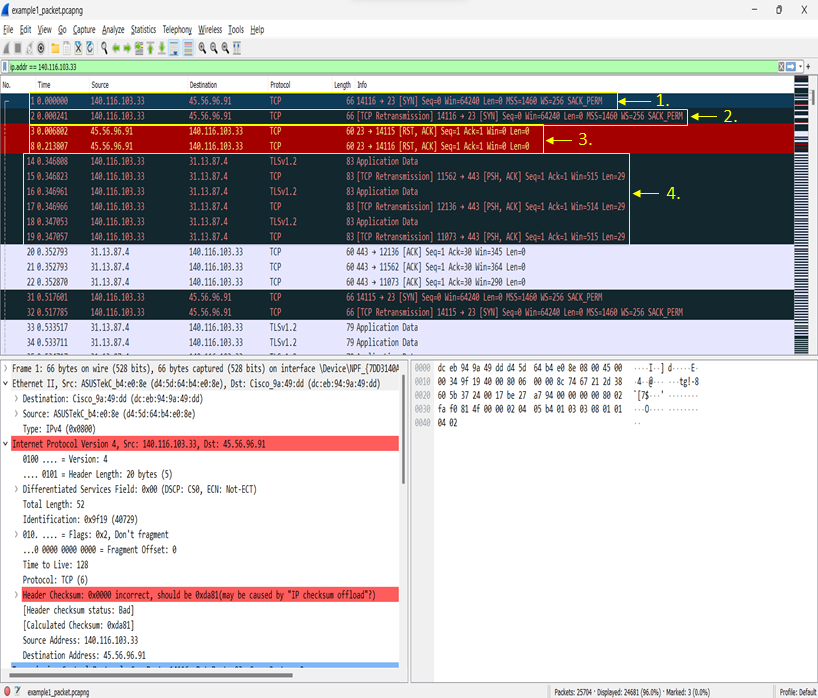 example1_packet.pcapng
File Edit View Go Capture Analyze Statistics Telephony Wireless Tools Help
ip.addr == 140.116.103.33
No. Time Source Destination Protocol Length Info
1 0.000000 140.116.103.33 45.56.96.91 TCP 66 14116 → 23 [SYN] Seq=0 Win=64240 Len=0 MSS=1460 WS=256 SACK_PERM 1.
2 0.000241 140.116.103.33 45.56.96.91 TCP 66 [TCP Retransmission] 14116 → 23 [SYN] Seq=0 Win=64240 Len=0 MSS=1460 WS=256 SACK_PERM 2.
3 0.006802 45.56.96.91 140.116.103.33 TCP 60 23 → 14115 [RST, ACK] Seq=1 Ack=1 Win=0 Len=0
8 0.213807 45.56.96.91 140.116.103.33 TCP 60 23 → 14116 [RST, ACK] Seq=1 Ack=1 Win=0 Len=0 3.
14 0.346808 140.116.103.33 31.13.87.4 TLSv1.2 83 Application Data
15 0.346823 140.116.103.33 31.13.87.4 TCP 83 [TCP Retransmission] 11562 → 443 [PSH, ACK] Seq=1 Ack=1 Win=515 Len=29
16 0.346961 140.116.103.33 31.13.87.4 TLSv1.2 83 Application Data 4.
17 0.346966 140.116.103.33 31.13.87.4 TCP 83 [TCP Retransmission] 12136 → 443 [PSH, ACK] Seq=1 Ack=1 Win=514 Len=29
18 0.347053 140.116.103.33 31.13.87.4 TLSv1.2 83 Application Data
19 0.347057 140.116.103.33 31.13.87.4 TCP 83 [TCP Retransmission] 11073 → 443 [PSH, ACK] Seq=1 Ack=1 Win=515 Len=29
20 0.352793 31.13.87.4 140.116.103.33 TCP 60 443 → 12136 [ACK] Seq=1 Ack=30 Win=345 Len=0
21 0.352793 31.13.87.4 140.116.103.33 TCP 60 443 → 11562 [ACK] Seq=1 Ack=30 Win=364 Len=0
22 0.352870 31.13.87.4 140.116.103.33 TCP 60 443 → 11073 [ACK] Seq=1 Ack=30 Win=290 Len=0
31 0.517601 140.116.103.33 45.56.96.91 TCP 66 14115 → 23 [SYN] Seq=0 Win=64240 Len=0 MSS=1460 WS=256 SACK_PERM
32 0.517785 140.116.103.33 45.56.96.91 TCP 66 [TCP Retransmission] 14115 → 23 [SYN] Seq=0 Win=64240 Len=0 MSS=1460 WS=256 SACK_PERM
33 0.533517 31.13.87.4 140.116.103.33 TLSv1.2 79 Application Data
34 0.533711 31.13.87.4 140.116.103.33 TLSv1.2 79 Application Data
Frame 1: 66 bytes on wire (528 bits), 66 bytes captured (528 bits) on interface \Device\NPF_{7DD3140A
Ethernet II, Src: ASUSTekC_b4:e0:8e (d4:5d:64:b4:e0:8e), Dst: Cisco_9a:49:dd (dc:eb:94:9a:49:dd)
Destination: Cisco_9a:49:dd (dc:eb:94:9a:49:dd)
Source: ASUSTekC_b4:e0:8e (d4:5d:64:b4:e0:8e)
Type: IPv4 (0x0800)
Internet Protocol Version 4, Src: 140.116.103.33, Dst: 45.56.96.91
0100 .... = Version: 4
.... 0101 = Header Length: 20 bytes (5)
Differentiated Services Field: 0x00 (DSCP: CS0, ECN: Not-ECT)
Total Length: 52
Identification: 0x9f19 (40729)
010. .... = Flags: 0x2, Don't fragment
...0 0000 0000 0000 = Fragment Offset: 0
Time to Live: 128
Protocol: TCP (6)
Header Checksum: 0x0000 incorrect, should be 0xda81(may be caused by "IP checksum offload"?)
[Header checksum status: Bad]
[Calculated Checksum: 0xda81]
Source Address: 140.116.103.33
Destination Address: 45.56.96.91
0000 dc eb 94 9a 49 dd d4 5d 64 b4 e0 8e 08 00 45 00 ····I··] d·····E·
0010 00 34 9f 19 40 00 80 06 00 00 8c 74 67 21 2d 38 ·4··@··· ···tg!-8
0020 60 5b 37 24 00 17 be 27 a7 94 00 00 00 00 80 02 `[7$···' ········
0030 fa f0 81 4f 00 00 02 04 05 b4 01 03 03 08 01 01 ···O···· ········
0040 04 02 ··
example1_packet.pcapng Packets: 25704 · Displayed: 24681 (96.0%) · Marked: 3 (0.0%) Profile: Default